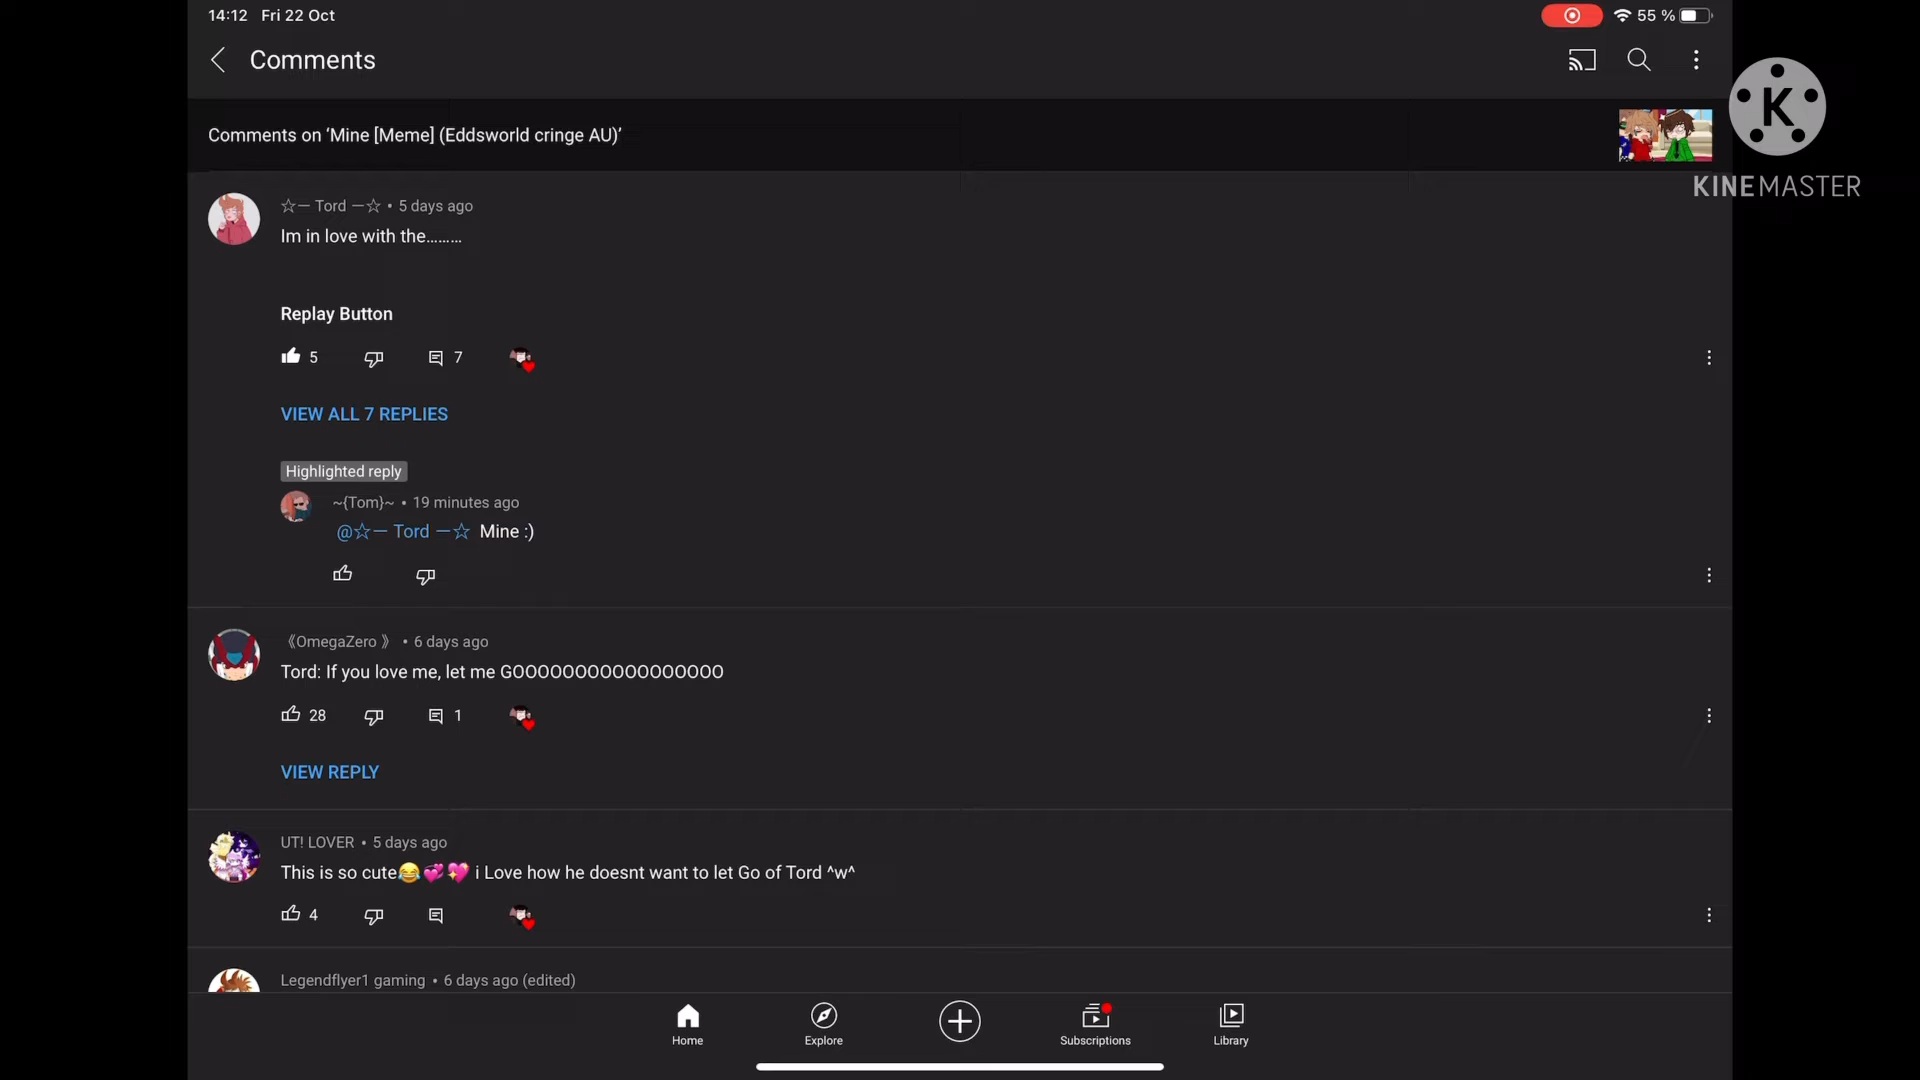 14:12 Fri 22 Oct
55 %
Comments
Comments on ‘Mine [Meme] (Eddsworld cringe AU)’
K
KINEMASTER
☆— Tord —☆ • 5 days ago
Im in love with the.........
Replay Button
5 7
VIEW ALL 7 REPLIES
Highlighted reply
~{Tom}~ • 19 minutes ago
@☆— Tord —☆ Mine :)
《OmegaZero 》 • 6 days ago
Tord: If you love me, let me GOOOOOOOOOOOOOOOOO
28 1
VIEW REPLY
UT! LOVER • 5 days ago
This is so cute😂💞💖 i Love how he doesnt want to let Go of Tord ^w^
4
Legendflyer1 gaming • 6 days ago (edited)
Home Explore Subscriptions Library